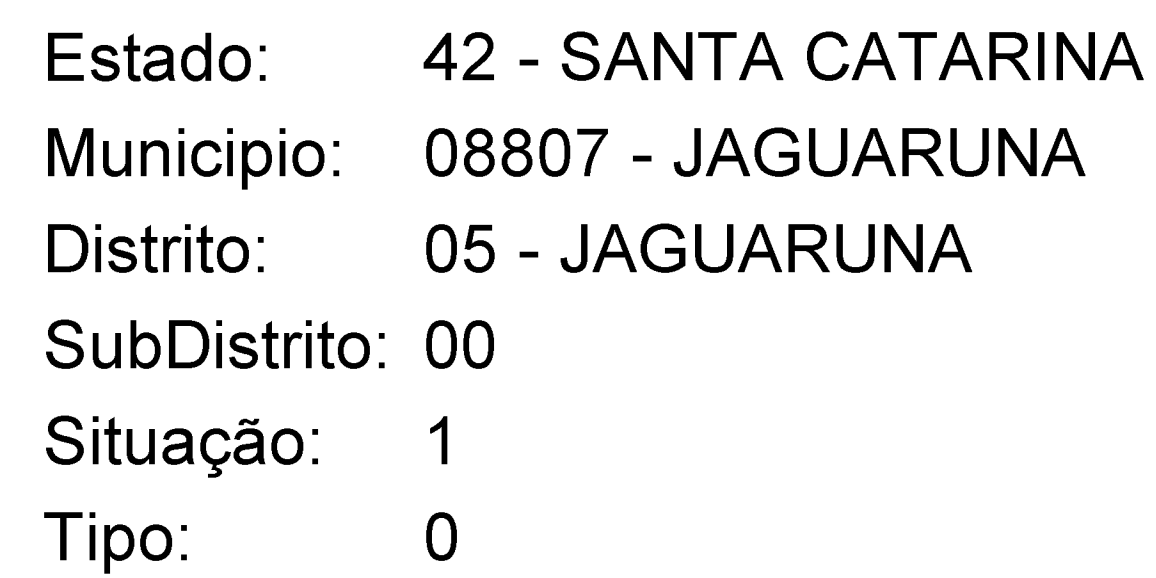 Estado: 42 - SANTA CATARINA
Municipio: 08807 - JAGUARUNA
Distrito: 05 - JAGUARUNA
SubDistrito: 00
Situação: 1
Tipo: 0